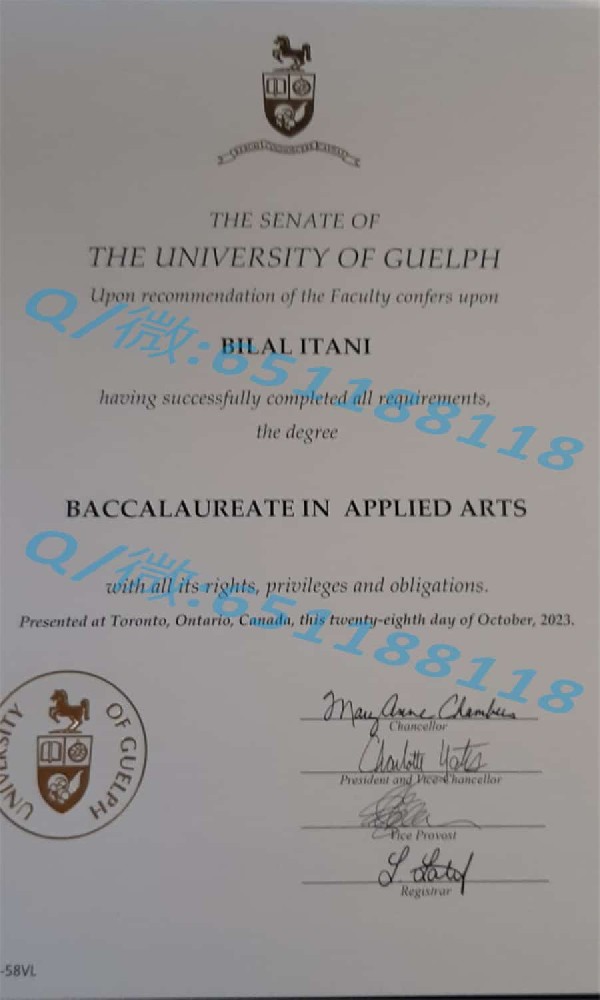 THE SENATE OF
THE UNIVERSITY OF GUELPH
Upon recommendation of the Faculty confers upon
BILAL ITANI
Q/微:651188118
having successfully completed all requirements,
the degree
BACCALAUREATE IN APPLIED ARTS
Q/微:651188118
with all its rights, privileges and obligations.
Presented at Toronto, Ontario, Canada, this twenty-eighth day of October, 2023.
UNIVERSITY OF GUELPH
Mary Anne Chambers
Chancellor
Charlotte Yates
President and Vice-Chancellor
Vice Provost
Registrar
-58VL